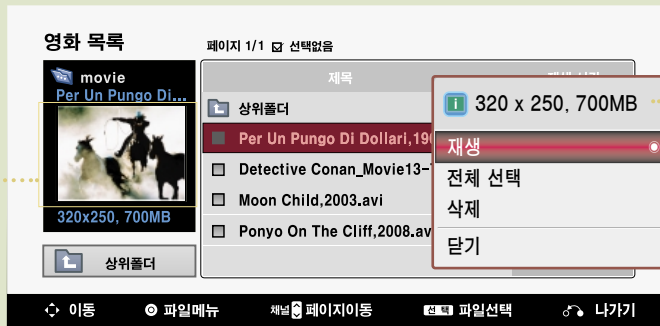 영화 목록
페이지 1/1 선택없음
movie
Per Un Pungo Di...
320x250, 700MB
상위폴더
제목
상위폴더
Per Un Pungo Di Dollari,19
Detective Conan_Movie13-
Moon Child,2003.avi
Ponyo On The Cliff,2008.av
320 x 250, 700MB
재생
전체 선택
삭제
닫기
이동 파일메뉴 채널 페이지이동 선택 파일선택 나가기